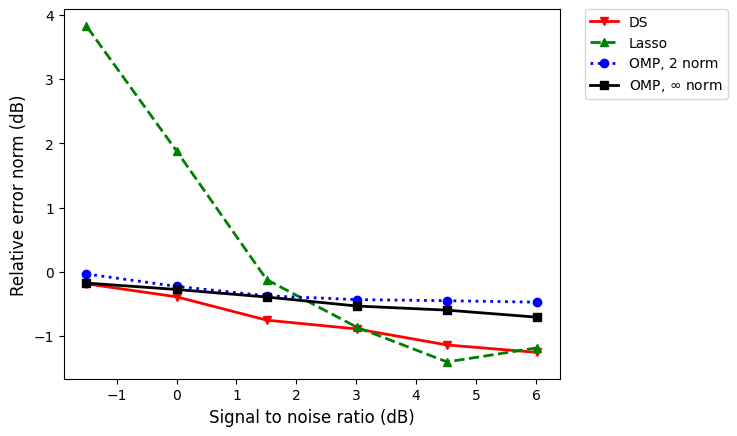 4
3
2
1
0
−1
Relative error norm (dB)
−1 0 1 2 3 4 5 6
Signal to noise ratio (dB)
DS
Lasso
OMP, 2 norm
OMP, ∞ norm